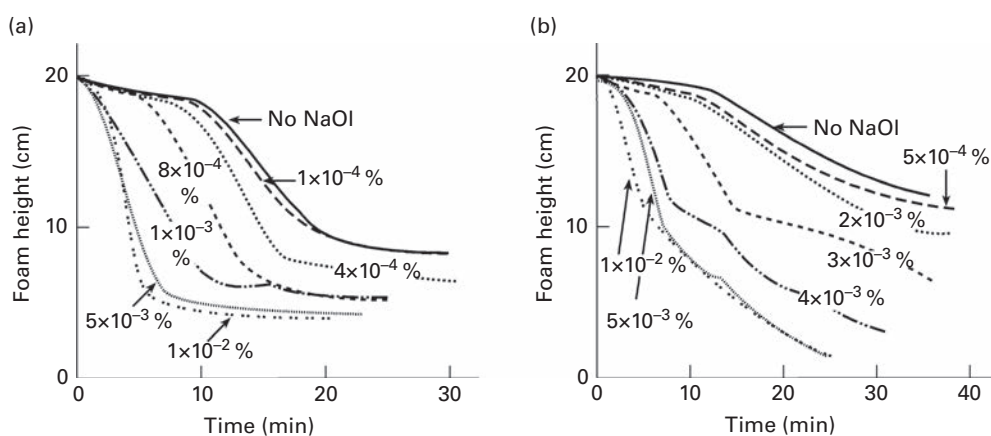 (a)
20
10
0
Foam height (cm)
No NaOl
8×10⁻⁴
%
1×10⁻⁴ %
1×10⁻³
%
4×10⁻⁴ %
5×10⁻³ %
1×10⁻² %
0 10 20 30
Time (min)
(b)
20
10
0
Foam height (cm)
No NaOl
5×10⁻⁴ %
2×10⁻³ %
1×10⁻² %
3×10⁻³ %
4×10⁻³ %
5×10⁻³ %
0 10 20 30 40
Time (min)